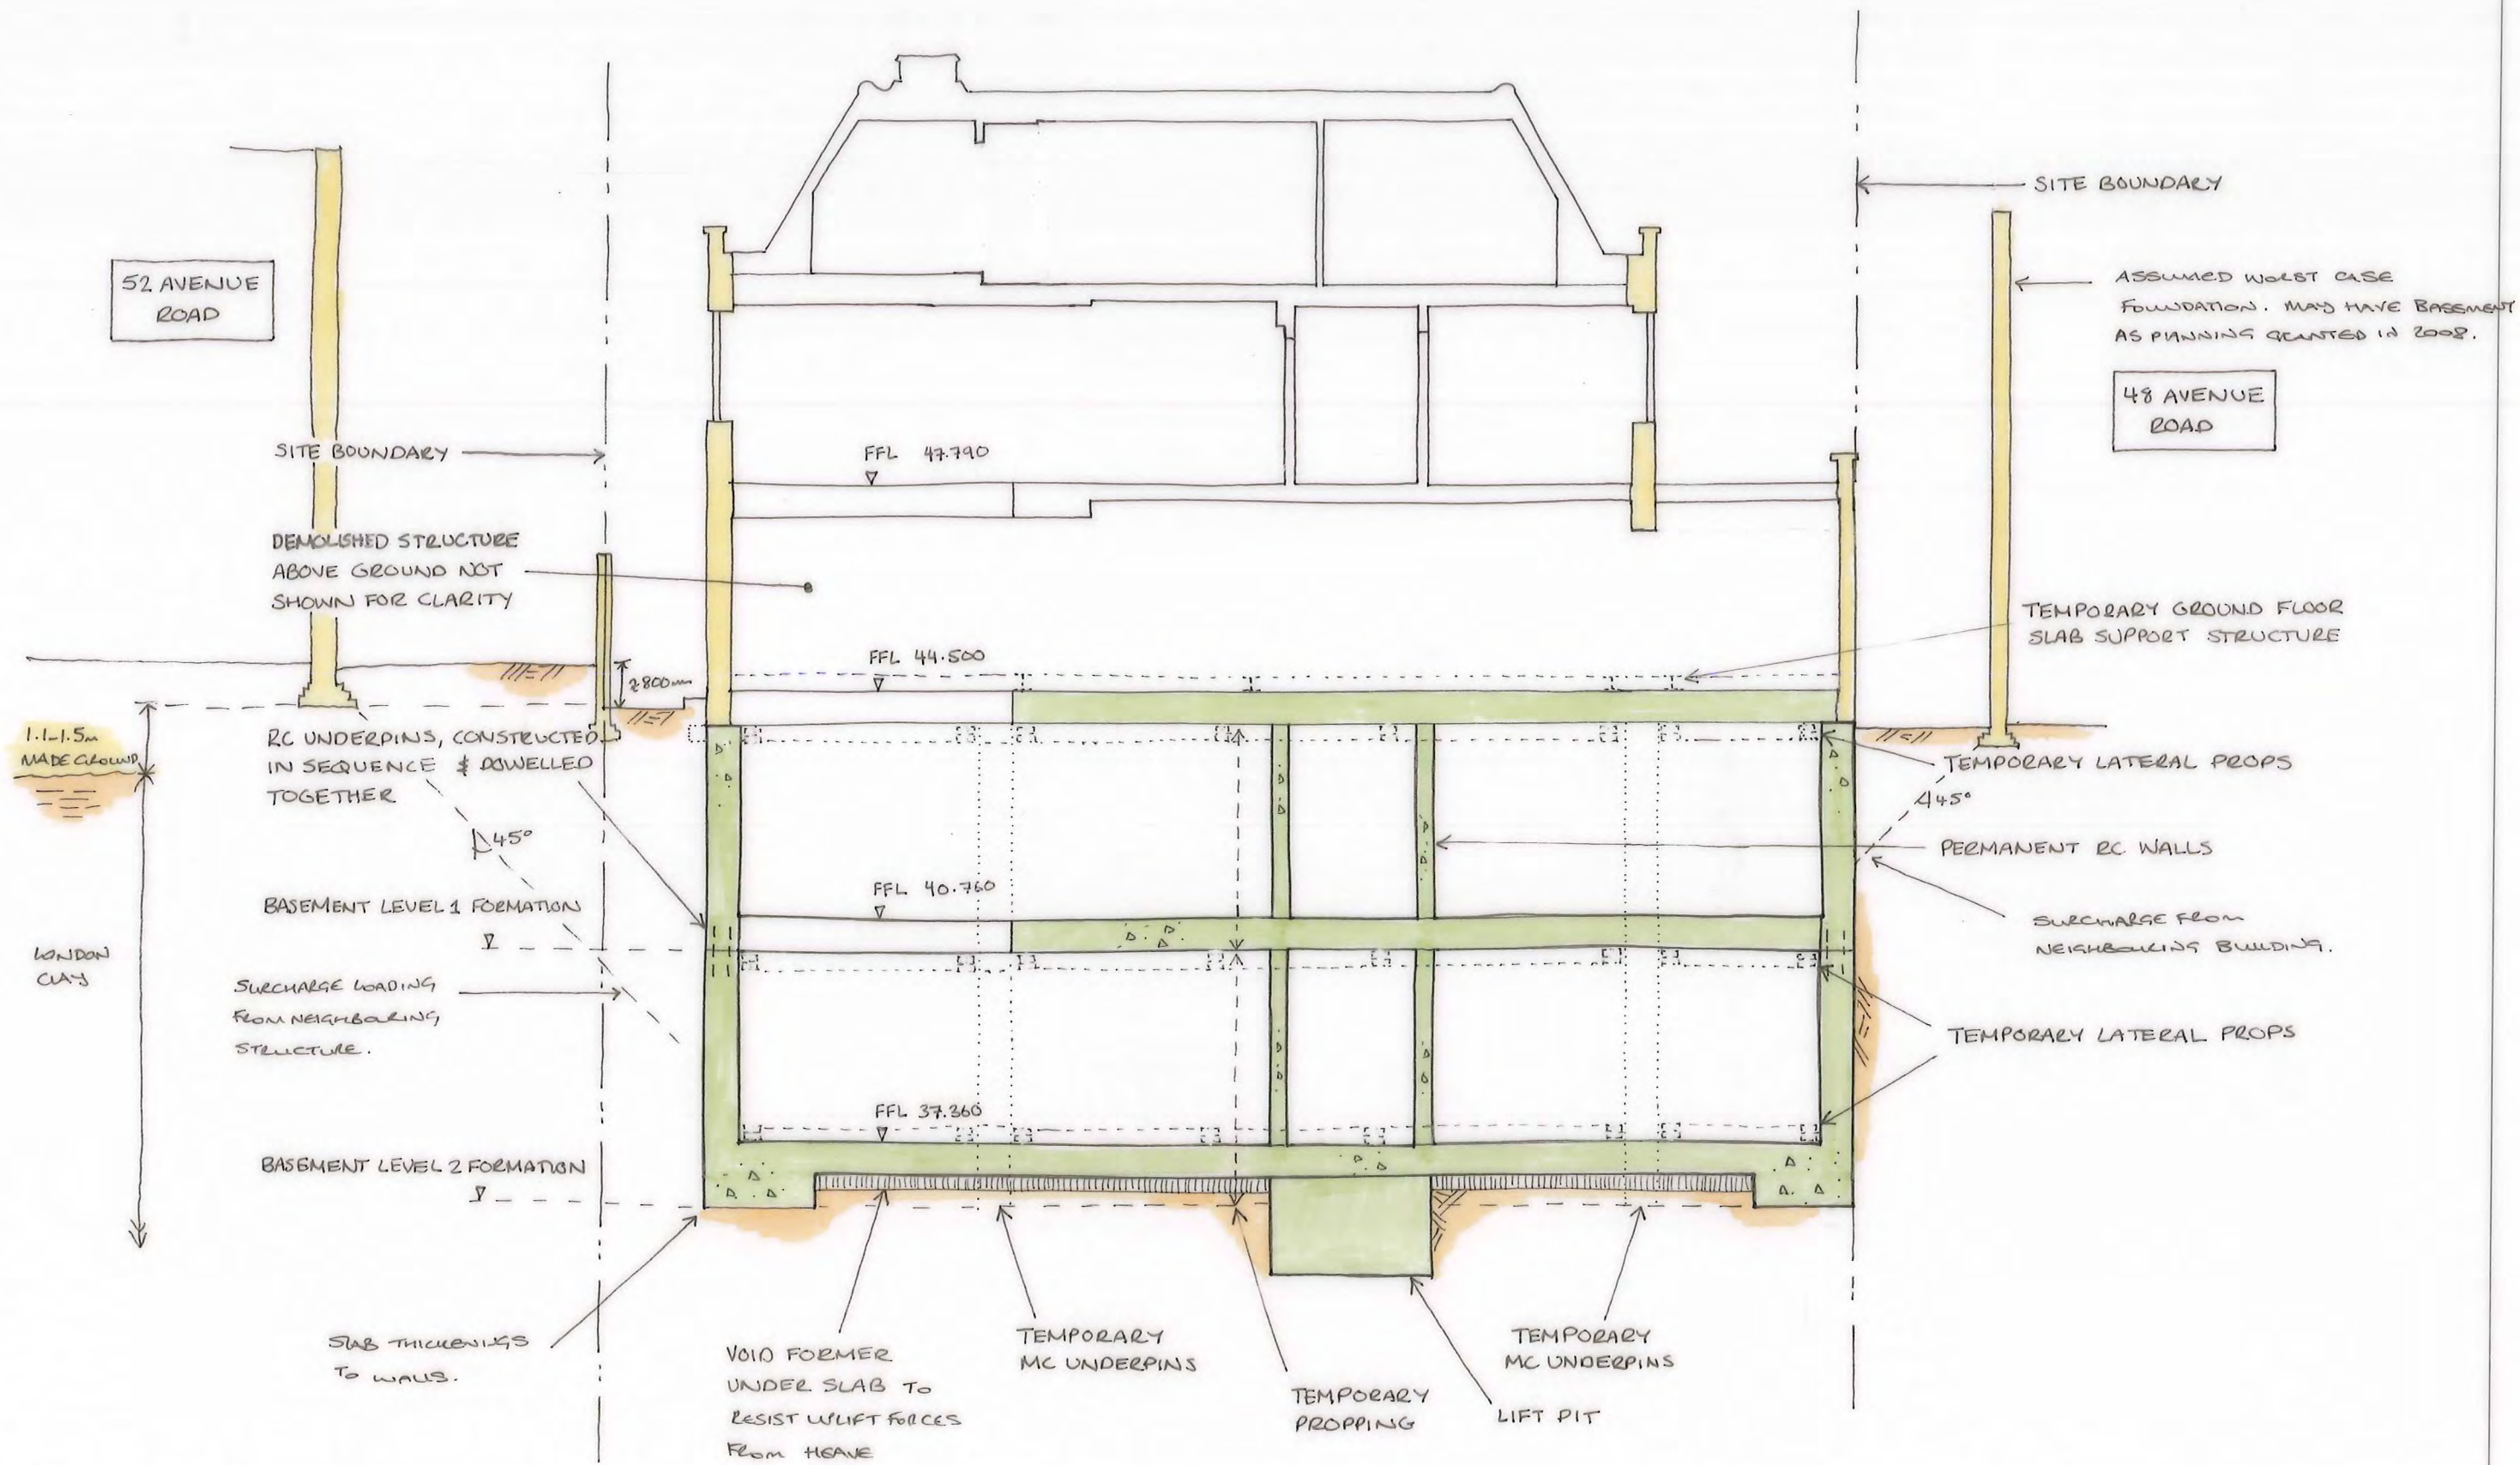 SITE BOUNDARY
52 AVENUE
ROAD
ASSUMED WORST CASE
FOUNDATION. MAY HAVE BASEMENT
AS PLANNING GRANTED IN 2008.
48 AVENUE
ROAD
SITE BOUNDARY
FFL 47.790
DEMOLISHED STRUCTURE
ABOVE GROUND NOT
SHOWN FOR CLARITY
TEMPORARY GROUND FLOOR
SLAB SUPPORT STRUCTURE
FFL 44.500
≈800mm
1.1-1.5m
MADE GROUND
RC UNDERPINS, CONSTRUCTED
IN SEQUENCE & DOWELLED
TOGETHER
TEMPORARY LATERAL PROPS
45°
45°
PERMANENT RC WALLS
FFL 40.760
BASEMENT LEVEL 1 FORMATION
SURCHARGE FROM
NEIGHBOURING BUILDING.
LONDON
CLAY
SURCHARGE LOADING
FROM NEIGHBOURING
STRUCTURE.
TEMPORARY LATERAL PROPS
FFL 37.360
BASEMENT LEVEL 2 FORMATION
SLAB THICKENINGS
TO WALLS.
VOID FORMER
UNDER SLAB TO
RESIST UPLIFT FORCES
FROM HEAVE
TEMPORARY
MC UNDERPINS
TEMPORARY
PROPPING
LIFT PIT
TEMPORARY
MC UNDERPINS